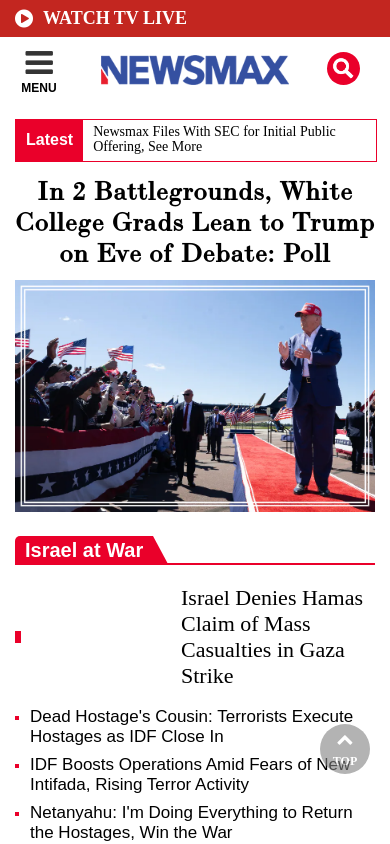 WATCH TV LIVE
MENU
NEWSMAX
Latest
Newsmax Files With SEC for Initial Public
Offering, See More
In 2 Battlegrounds, White
College Grads Lean to Trump
on Eve of Debate: Poll
Israel at War
Israel Denies Hamas
Claim of Mass
Casualties in Gaza
Strike
Dead Hostage's Cousin: Terrorists Execute
Hostages as IDF Close In
IDF Boosts Operations Amid Fears of New
Intifada, Rising Terror Activity
TOP
Netanyahu: I'm Doing Everything to Return
the Hostages, Win the War